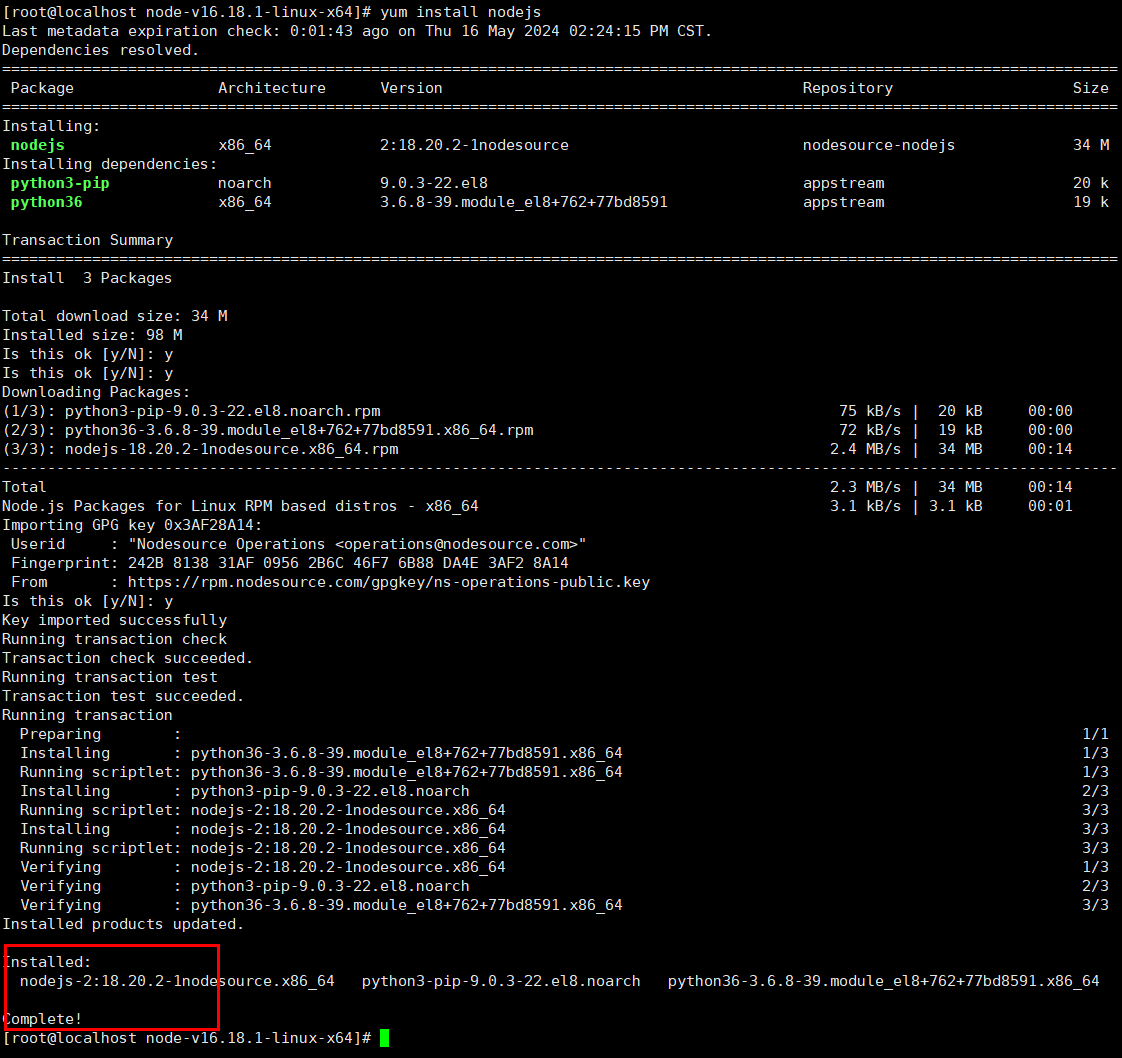 [root@localhost node-v16.18.1-linux-x64]# yum install nodejs
Last metadata expiration check: 0:01:43 ago on Thu 16 May 2024 02:24:15 PM CST.
Dependencies resolved.
============================================================================================================================
Package Architecture Version Repository Size
============================================================================================================================
Installing:
nodejs x86_64 2:18.20.2-1nodesource nodesource-nodejs 34 M
Installing dependencies:
python3-pip noarch 9.0.3-22.el8 appstream 20 k
python36 x86_64 3.6.8-39.module_el8+762+77bd8591 appstream 19 k
Transaction Summary
============================================================================================================================
Install  3 Packages
Total download size: 34 M
Installed size: 98 M
Is this ok [y/N]: y
Is this ok [y/N]: y
Downloading Packages:
(1/3): python3-pip-9.0.3-22.el8.noarch.rpm 75 kB/s | 20 kB 00:00
(2/3): python36-3.6.8-39.module_el8+762+77bd8591.x86_64.rpm 72 kB/s | 19 kB 00:00
(3/3): nodejs-18.20.2-1nodesource.x86_64.rpm 2.4 MB/s | 34 MB 00:14
----------------------------------------------------------------------------------------------------------------------------
Total 2.3 MB/s | 34 MB 00:14
Node.js Packages for Linux RPM based distros - x86_64 3.1 kB/s | 3.1 kB 00:01
Importing GPG key 0x3AF28A14:
Userid     : "Nodesource Operations <operations@nodesource.com>"
Fingerprint: 242B 8138 31AF 0956 2B6C 46F7 6B88 DA4E 3AF2 8A14
From       : https://rpm.nodesource.com/gpgkey/ns-operations-public.key
Is this ok [y/N]: y
Key imported successfully
Running transaction check
Transaction check succeeded.
Running transaction test
Transaction test succeeded.
Running transaction
Preparing        : 1/1
Installing       : python36-3.6.8-39.module_el8+762+77bd8591.x86_64 1/3
Running scriptlet: python36-3.6.8-39.module_el8+762+77bd8591.x86_64 1/3
Installing       : python3-pip-9.0.3-22.el8.noarch 2/3
Running scriptlet: nodejs-2:18.20.2-1nodesource.x86_64 3/3
Installing       : nodejs-2:18.20.2-1nodesource.x86_64 3/3
Running scriptlet: nodejs-2:18.20.2-1nodesource.x86_64 3/3
Verifying        : nodejs-2:18.20.2-1nodesource.x86_64 1/3
Verifying        : python3-pip-9.0.3-22.el8.noarch 2/3
Verifying        : python36-3.6.8-39.module_el8+762+77bd8591.x86_64 3/3
Installed products updated.
Installed:
nodejs-2:18.20.2-1nodesource.x86_64 python3-pip-9.0.3-22.el8.noarch python36-3.6.8-39.module_el8+762+77bd8591.x86_64
Complete!
[root@localhost node-v16.18.1-linux-x64]#